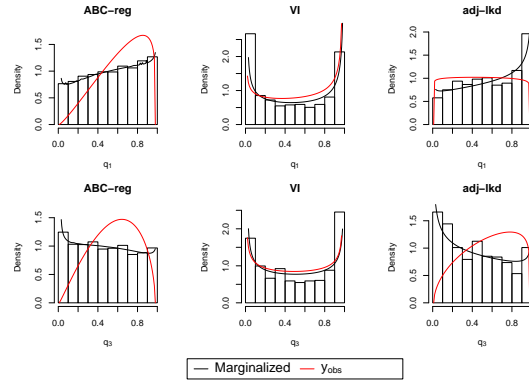 ABC−reg VI adj−lkd
Density Density Density
0.0 0.5 1.0 1.5 0.0 1.0 2.0 0.0 0.5 1.0 1.5 2.0
0.0 0.4 0.8 0.0 0.4 0.8 0.0 0.4 0.8
q1 q1 q1
ABC−reg VI adj−lkd
Density Density Density
0.0 0.5 1.0 1.5 0.0 0.5 1.0 1.5 2.0 0.0 0.5 1.0 1.5
0.0 0.4 0.8 0.0 0.4 0.8 0.0 0.4 0.8
q3 q3 q3
Marginalized yobs